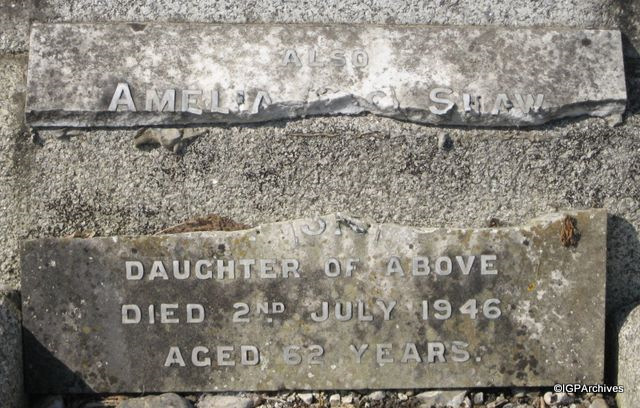 ALSO
AMELIA SHAW
DAUGHTER OF ABOVE
DIED 2ND JULY 1946
AGED 62 YEARS.
©IGPArchives